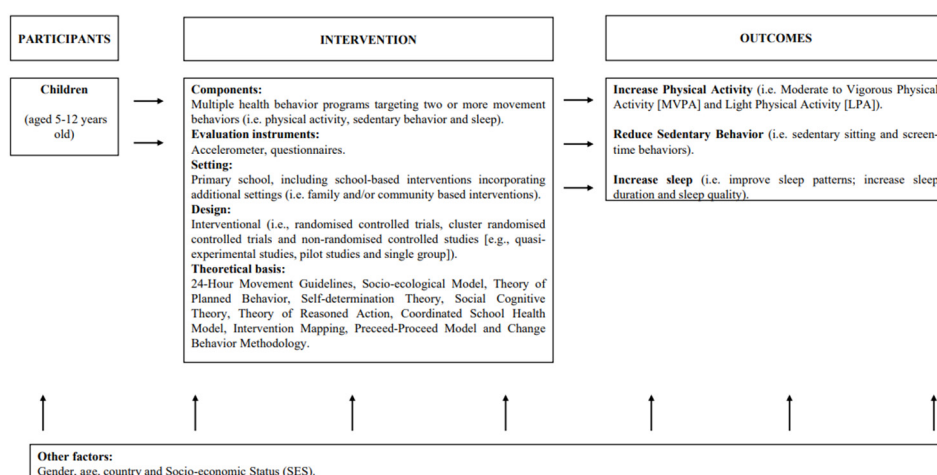 PARTICIPANTS
INTERVENTION
OUTCOMES
Children
(aged 5-12 years
old)
Components:
Multiple health behavior programs targeting two or more movement
behaviors (i.e. physical activity, sedentary behavior and sleep).
Evaluation instruments:
Accelerometer, questionnaires.
Setting:
Primary school, including school-based interventions incorporating
additional settings (i.e. family and/or community based interventions).
Design:
Interventional (i.e., randomised controlled trials, cluster randomised
controlled trials and non-randomised controlled studies [e.g., quasi-
experimental studies, pilot studies and single group]).
Theoretical basis:
24-Hour Movement Guidelines, Socio-ecological Model, Theory of
Planned Behavior, Self-determination Theory, Social Cognitive
Theory, Theory of Reasoned Action, Coordinated School Health
Model, Intervention Mapping, Preceed-Proceed Model and Change
Behavior Methodology.
Increase Physical Activity (i.e. Moderate to Vigorous Physical
Activity [MVPA] and Light Physical Activity [LPA]).
Reduce Sedentary Behavior (i.e. sedentary sitting and screen-
time behaviors).
Increase sleep (i.e. improve sleep patterns; increase sleep
duration and sleep quality).
Other factors:
Gender, age, country and Socio-economic Status (SES).